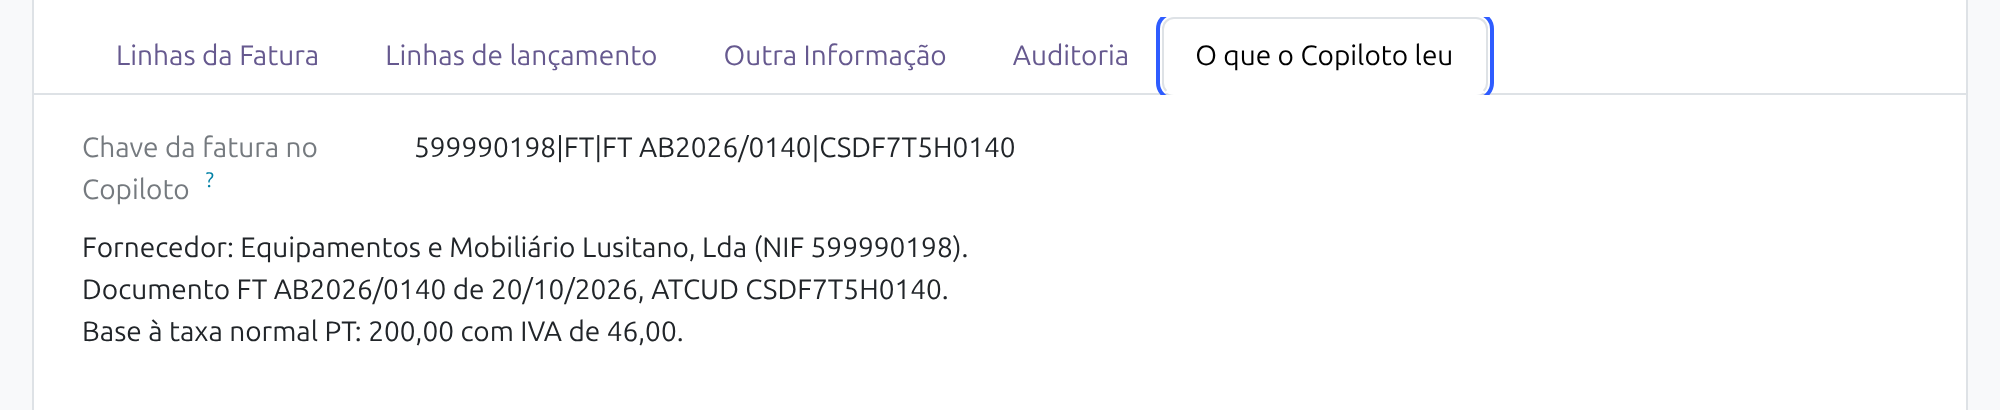 Linhas da Fatura
Linhas de lançamento
Outra Informação
Auditoria
O que o Copiloto leu
Chave da fatura no
Copiloto ?
599990198|FT|FT AB2026/0140|CSDF7T5H0140
Fornecedor: Equipamentos e Mobiliário Lusitano, Lda (NIF 599990198).
Documento FT AB2026/0140 de 20/10/2026, ATCUD CSDF7T5H0140.
Base à taxa normal PT: 200,00 com IVA de 46,00.